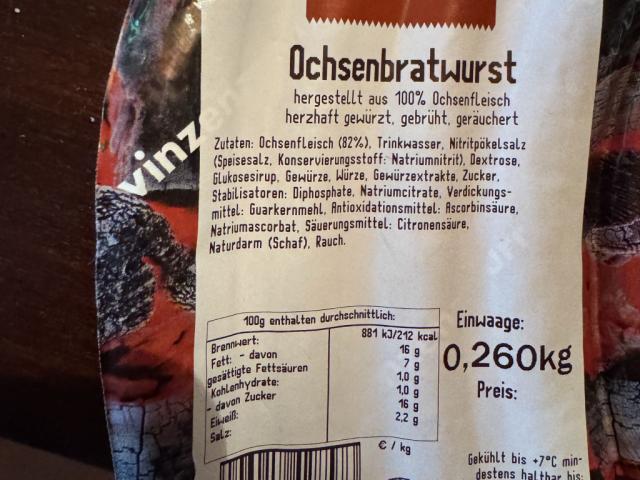 vinze
Ochsenbratwurst
hergestellt aus 100% Ochsenfleisch
herzhaft gewürzt, gebrüht, geräuchert
Zutaten: Ochsenfleisch (82%), Trinkwasser, Nitritpökelsalz
(Speisesalz, Konservierungsstoff: Natriumnitrit), Dextrose,
Glukosesirup, Gewürze, Würze, Gewürzextrakte, Zucker,
Stabilisatoren: Diphosphate, Natriumcitrate, Verdickungs-
mittel: Guarkernmehl, Antioxidationsmittel: Ascorbinsäure,
Natriumascorbat, Säuerungsmittel: Citronensäure,
Naturdarm (Schaf), Rauch.
100g enthalten durchschnittlich:
Brennwert: 881 kJ/212 kcal
Fett: - davon 16 g
gesättigte Fettsäuren 7 g
Kohlenhydrate: 1,0 g
- davon Zucker 1,0 g
Eiweiß: 16 g
Salz: 2,2 g
Einwaage:
0,260kg
Preis:
€ / kg
Gekühlt bis +7°C min-
destens haltbar bis: